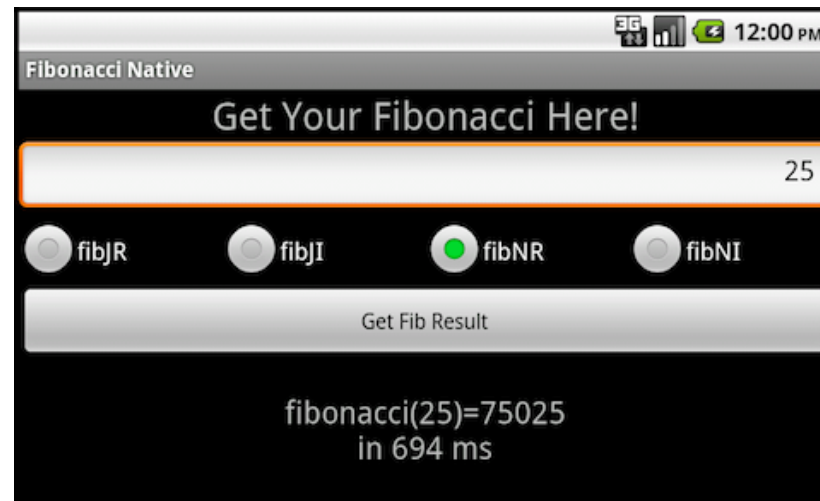 3G 12:00 PM
Fibonacci Native
Get Your Fibonacci Here!
25
fibJR fibJI fibNR fibNI
Get Fib Result
fibonacci(25)=75025
in 694 ms